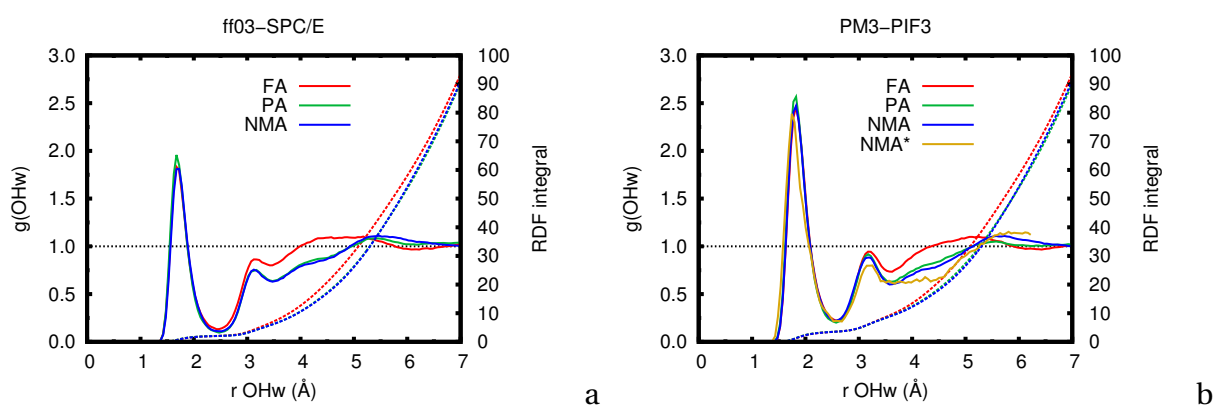 ff03−SPC/E
3.0
2.5
2.0
1.5
1.0
0.5
0.0
g(OHw)
FA
PA
NMA
100
90
80
70
60
50
40
30
20
10
0
RDF integral
0 1 2 3 4 5 6 7
r OHw (Å)
a
PM3−PIF3
3.0
2.5
2.0
1.5
1.0
0.5
0.0
g(OHw)
FA
PA
NMA
NMA*
100
90
80
70
60
50
40
30
20
10
0
RDF integral
0 1 2 3 4 5 6 7
r OHw (Å)
b